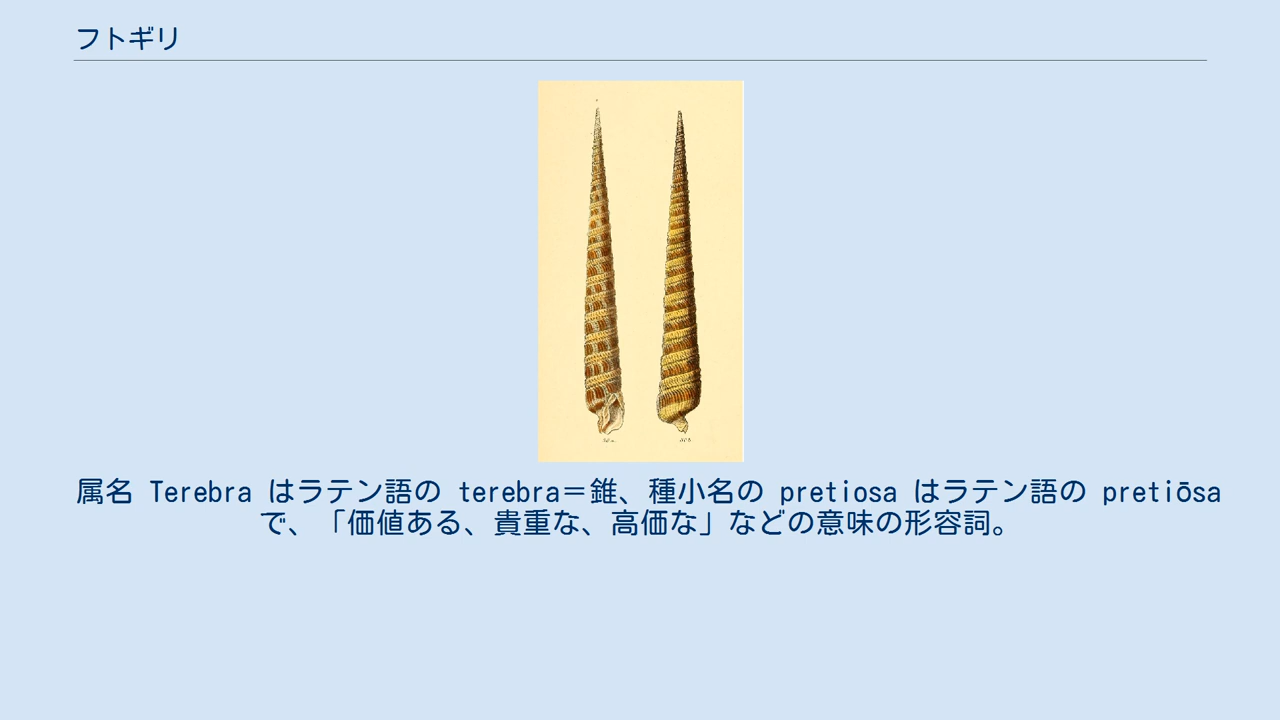 フトギリ
属名 Terebra はラテン語の terebra＝錐、種小名の pretiosa はラテン語の pretiōsa
で、「価値ある、貴重な、高価な」などの意味の形容詞。